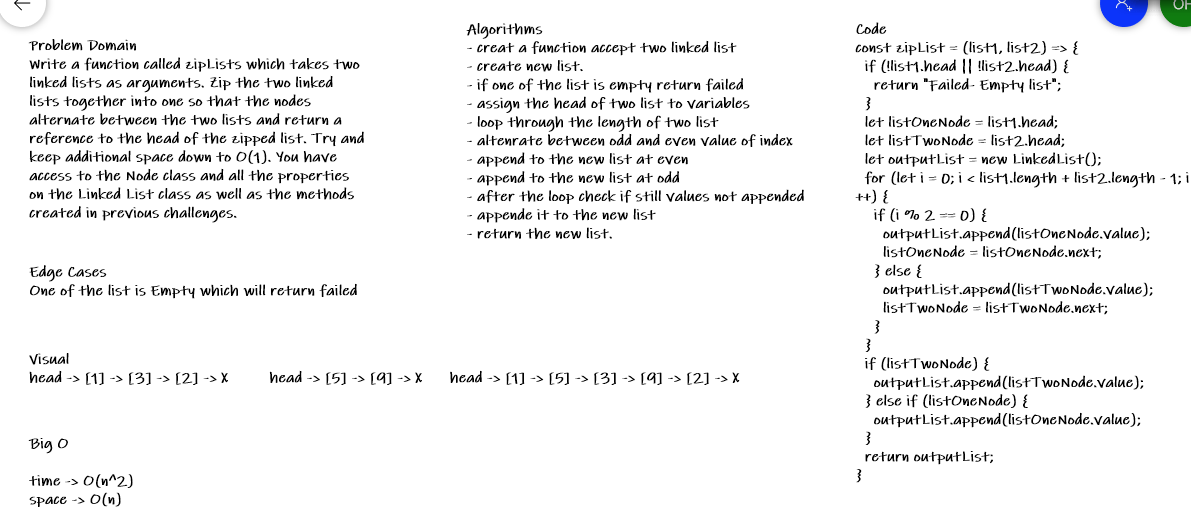 Problem Domain
Write a function called zipLists which takes two
linked lists as arguments. Zip the two linked
lists together into one so that the nodes
alternate between the two lists and return a
reference to the head of the zipped list. Try and
keep additional space down to O(1). You have
access to the Node class and all the properties
on the Linked List class as well as the methods
created in previous challenges.
Edge Cases
One of the list is Empty which will return failed
Visual
head -> [1] -> [3] -> [2] -> X head -> [5] -> [9] -> X head -> [1] -> [5] -> [3] -> [9] -> [2] -> X
Big O
time -> O(n^2)
space -> O(n)
Algorithms
- creat a function accept two linked list
- create new list.
- if one of the list is empty return failed
- assign the head of two list to variables
- loop through the length of two list
- altenrate between odd and even value of index
- append to the new list at even
- append to the new list at odd
- after the loop check if still values not appended
- appende it to the new list
- return the new list.
Code
const zipList = (list1, list2) => {
if (!list1.head || !list2.head) {
return "Failed- Empty list";
}
let listOneNode = list1.head;
let listTwoNode = list2.head;
let outputList = new LinkedList();
for (let i = 0; i < list1.length + list2.length - 1; i
++) {
if (i % 2 == 0) {
outputList.append(listOneNode.value);
listOneNode = listOneNode.next;
} else {
outputList.append(listTwoNode.value);
listTwoNode = listTwoNode.next;
}
}
if (listTwoNode) {
outputList.append(listTwoNode.value);
} else if (listOneNode) {
outputList.append(listOneNode.value);
}
return outputList;
}